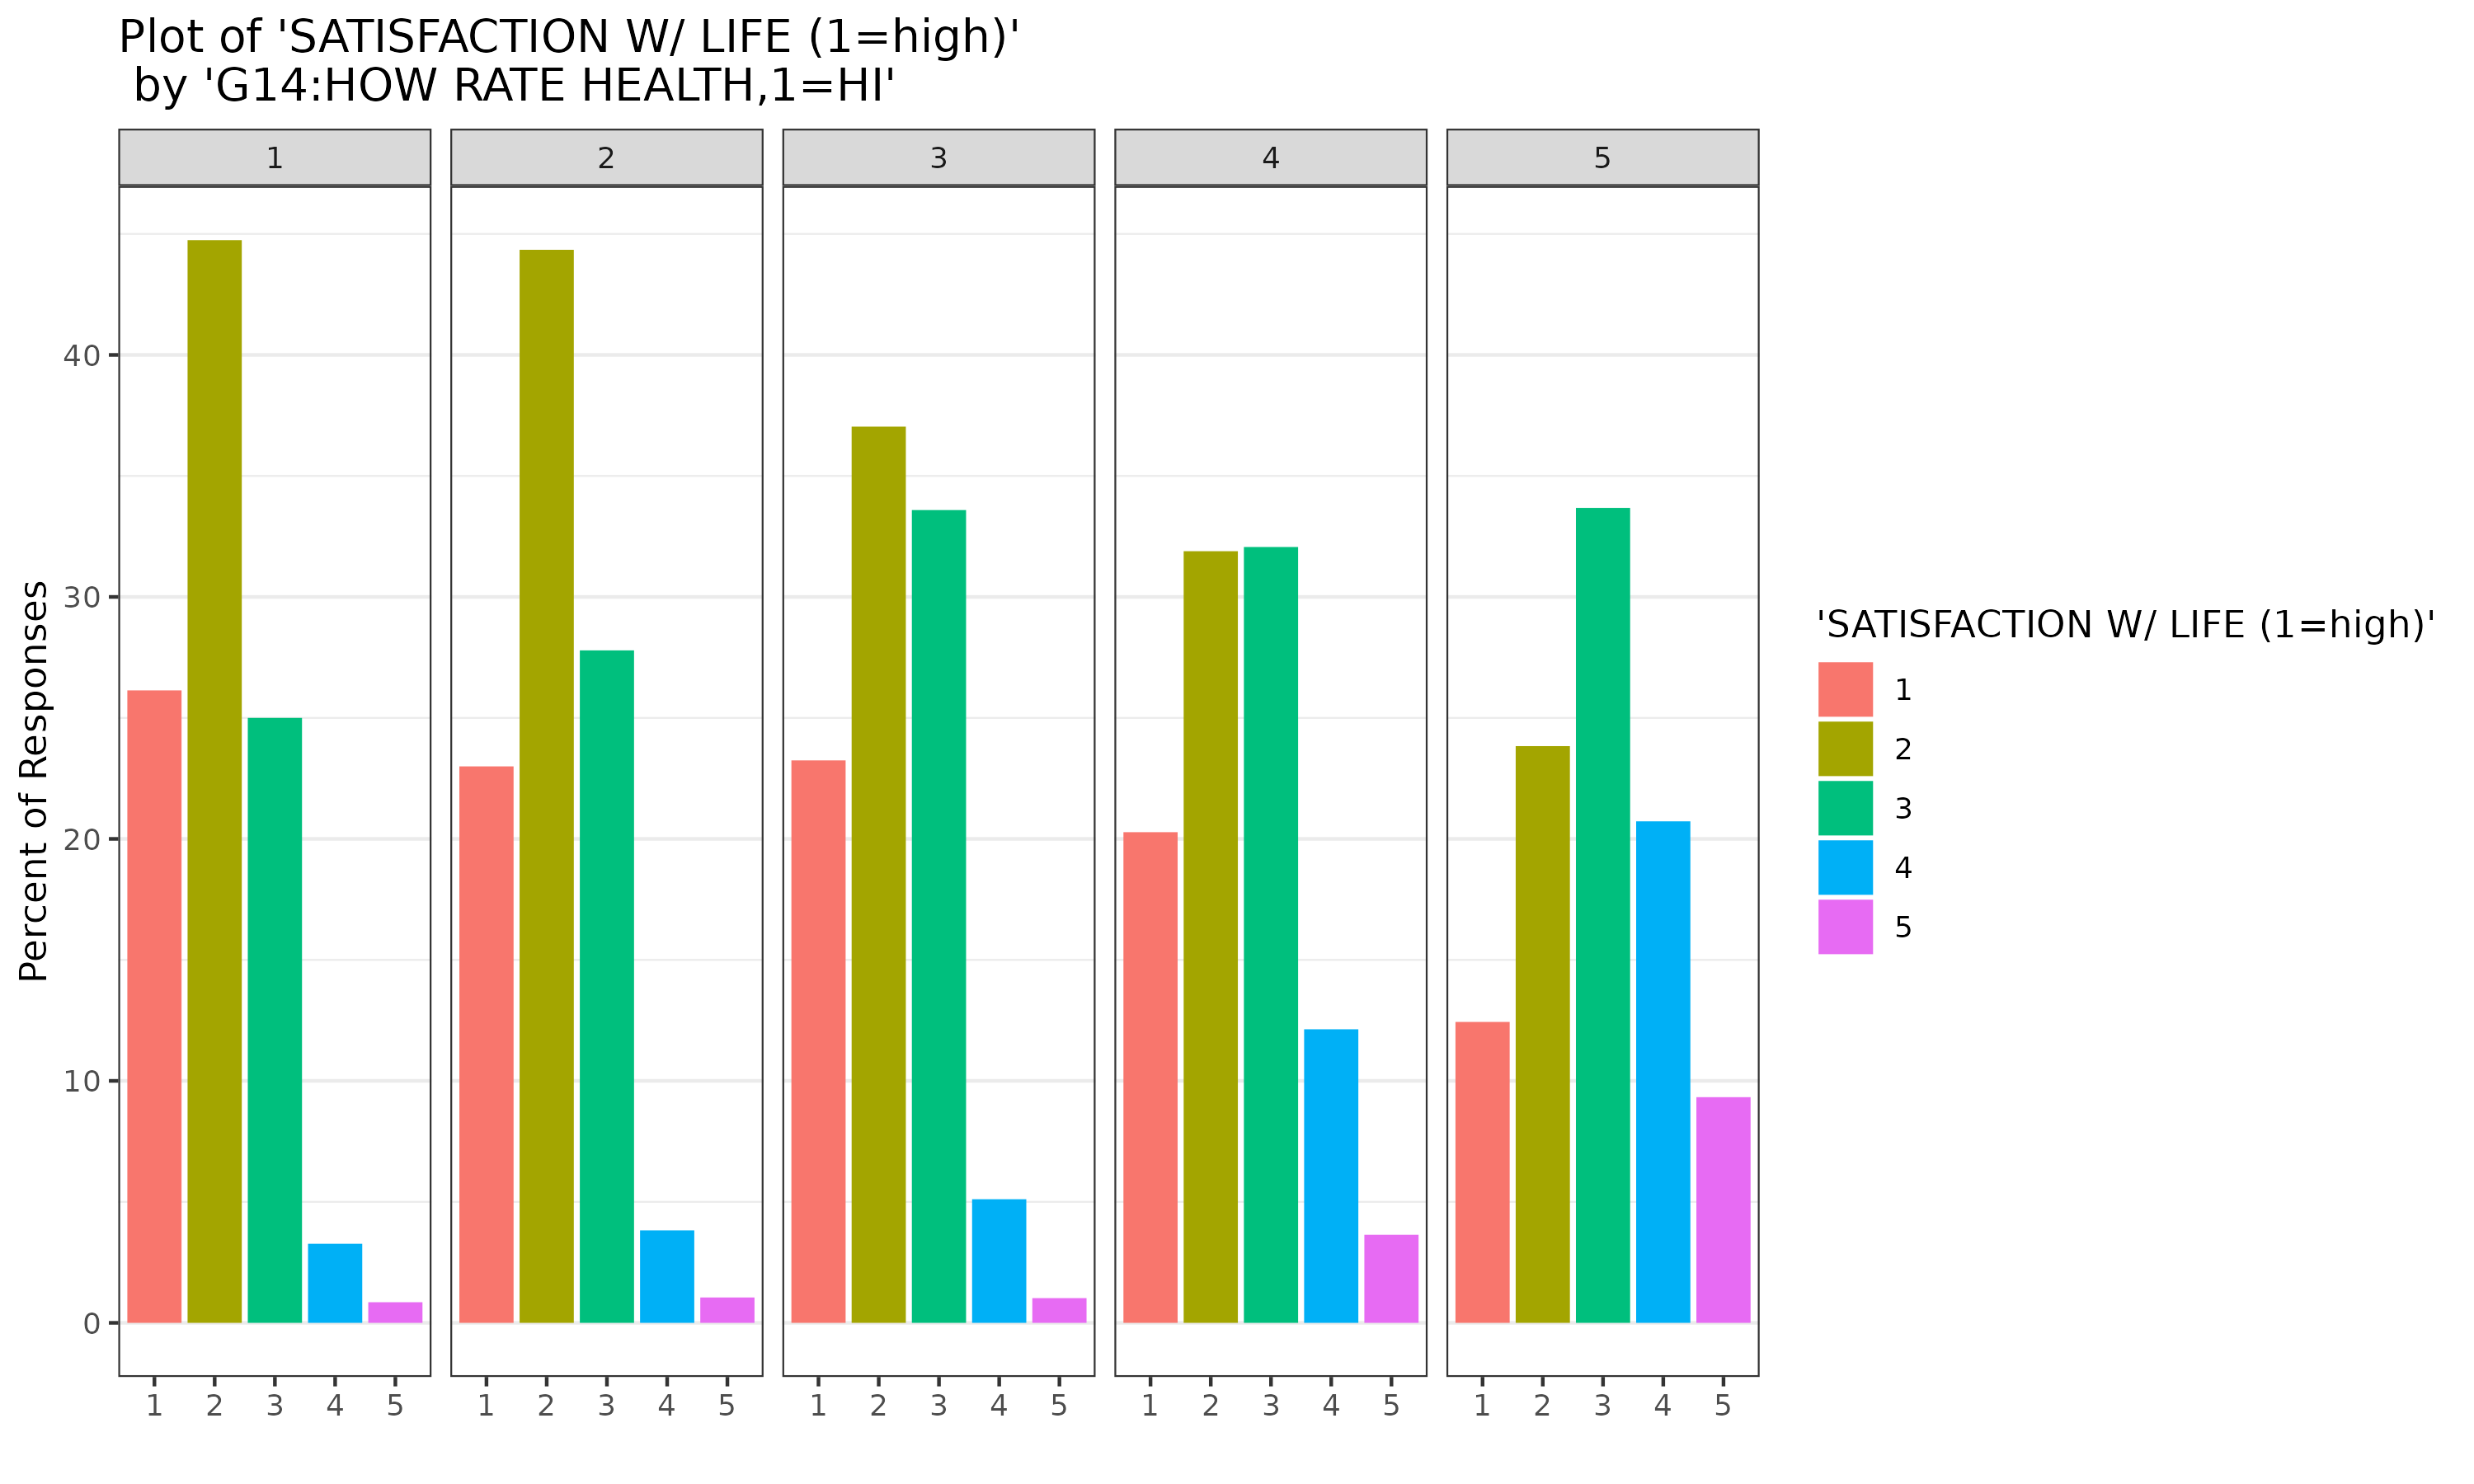 Plot of 'SATISFACTION W/ LIFE (1=high)'
by 'G14:HOW RATE HEALTH,1=HI'
1 2 3 4 5
Percent of Responses
40
30
20
10
0
1 2 3 4 5 1 2 3 4 5 1 2 3 4 5 1 2 3 4 5 1 2 3 4 5
'SATISFACTION W/ LIFE (1=high)'
1
2
3
4
5